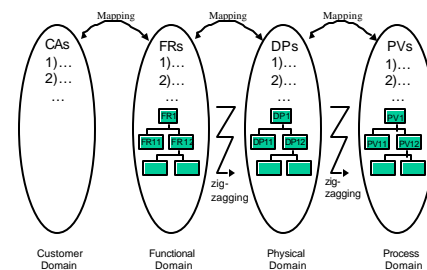 Mapping Mapping Mapping
CAs FRs DPs PVs
1)… 1)… 1)… 1)…
2)… 2)… 2)… 2)…
… … … …
FR1 DP1 PV1
FR11 FR12 DP11 DP12 PV11 PV12
zig-
zagging
zig-
zagging
Customer Functional Physical Process
Domain Domain Domain Domain